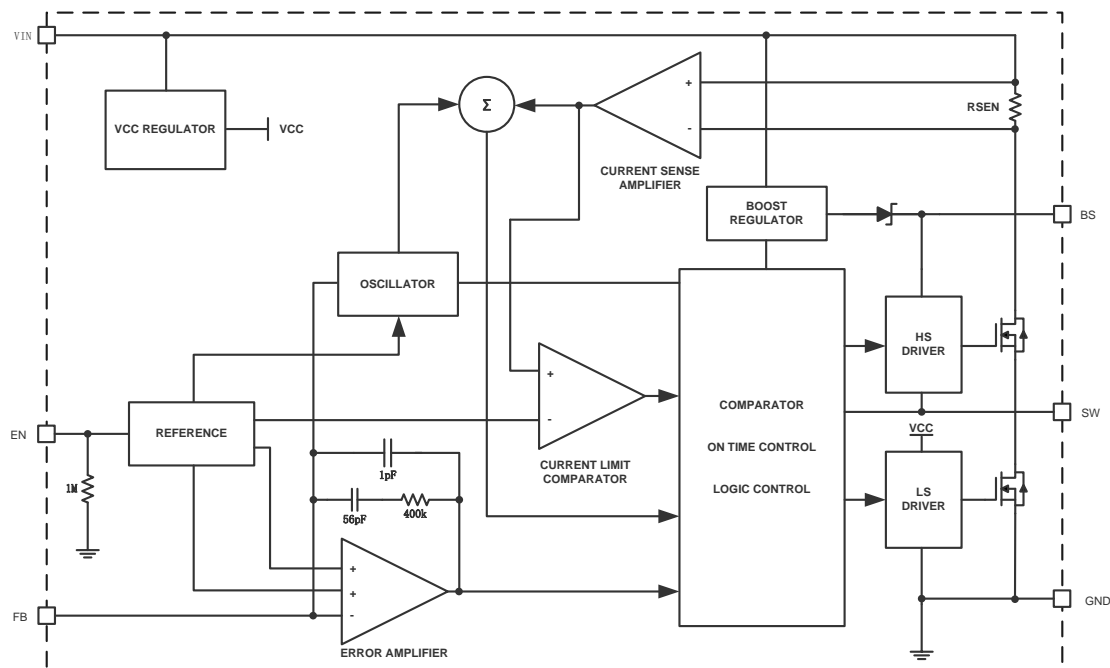 VIN
VCC REGULATOR
VCC
Σ
+
-
RSEN
CURRENT SENSE
AMPLIFIER
BOOST
REGULATOR
BS
OSCILLATOR
HS
DRIVER
+
-
COMPARATOR
ON TIME CONTROL
LOGIC CONTROL
SW
EN
REFERENCE
VCC
CURRENT LIMIT
COMPARATOR
1pF
1M
56pF
400k
LS
DRIVER
+
+
-
FB
GND
ERROR AMPLIFIER